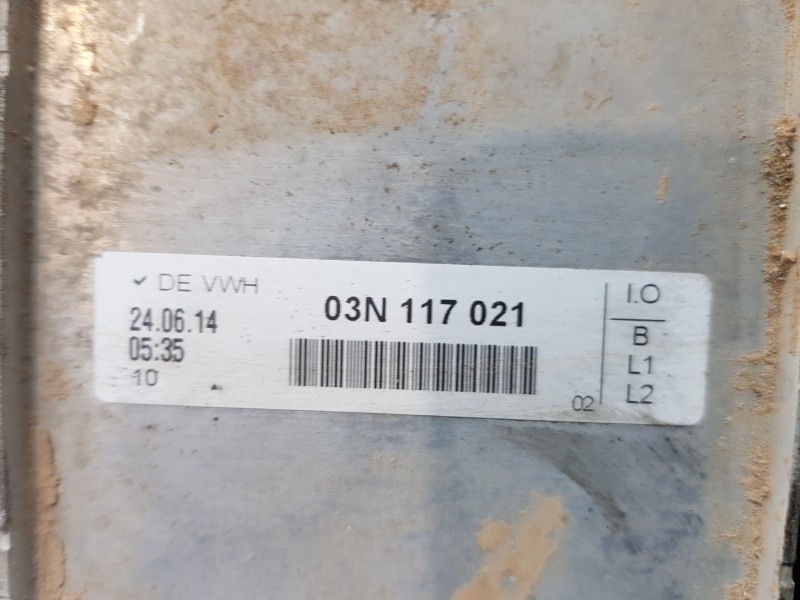 ✓ DE VWH
24.06.14
05:35
10
03N 117 021
02
I.O
B
L1
L2